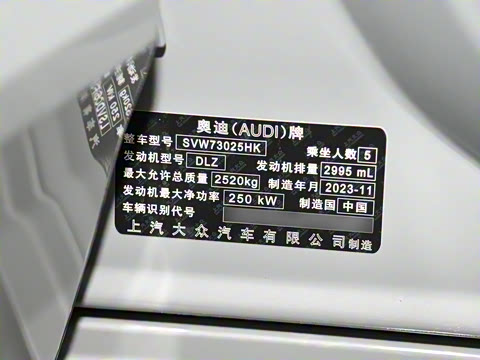 奥迪(AUDI)牌
整车型号 SVW73025HK 乘坐人数 5
发动机型号 DLZ 发动机排量 2995 mL
最大允许总质量 2520kg 制造年月 2023-11
发动机最大净功率 250 kW 制造国 中国
车辆识别代号
上汽大众汽车有限公司制造